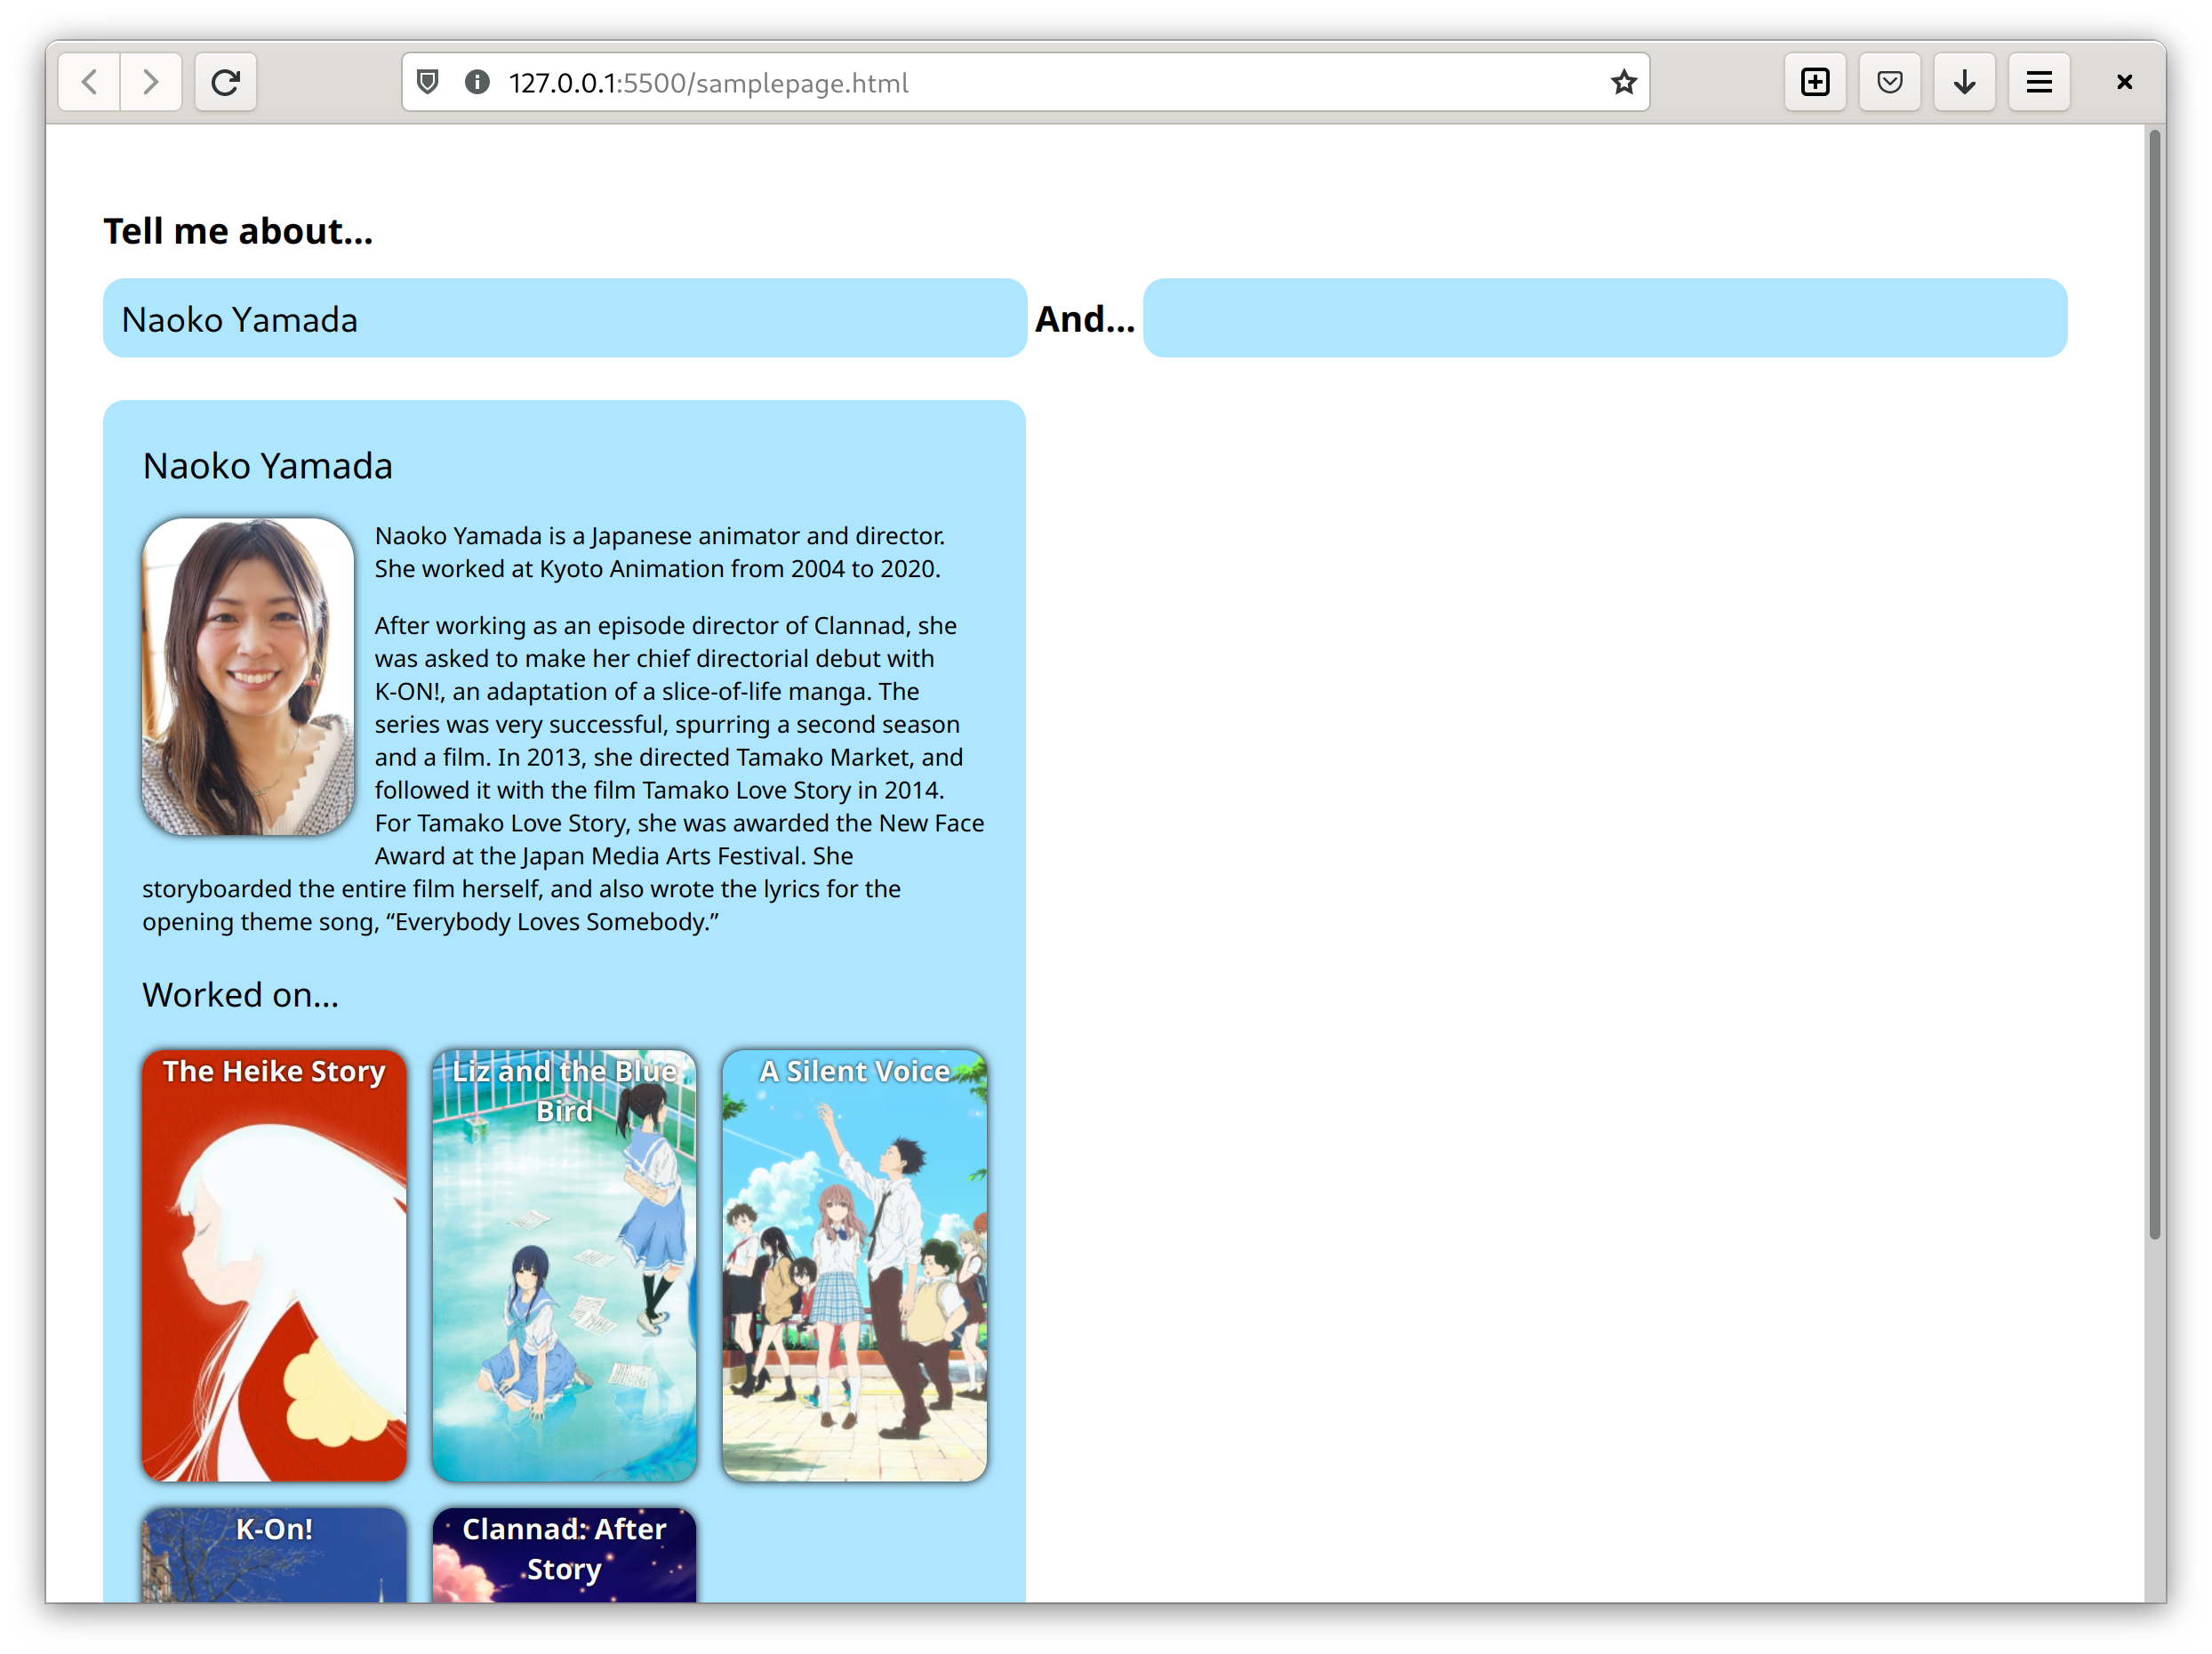 127.0.0.1:5500/samplepage.html
Tell me about...
Naoko Yamada
And...
Naoko Yamada
Naoko Yamada is a Japanese animator and director.
She worked at Kyoto Animation from 2004 to 2020.
After working as an episode director of Clannad, she
was asked to make her chief directorial debut with
K-ON!, an adaptation of a slice-of-life manga. The
series was very successful, spurring a second season
and a film. In 2013, she directed Tamako Market, and
followed it with the film Tamako Love Story in 2014.
For Tamako Love Story, she was awarded the New Face
Award at the Japan Media Arts Festival. She
storyboarded the entire film herself, and also wrote the lyrics for the
opening theme song, “Everybody Loves Somebody.”
Worked on...
The Heike Story
Liz and the Blue
Bird
A Silent Voice
K-On!
Clannad: After
Story